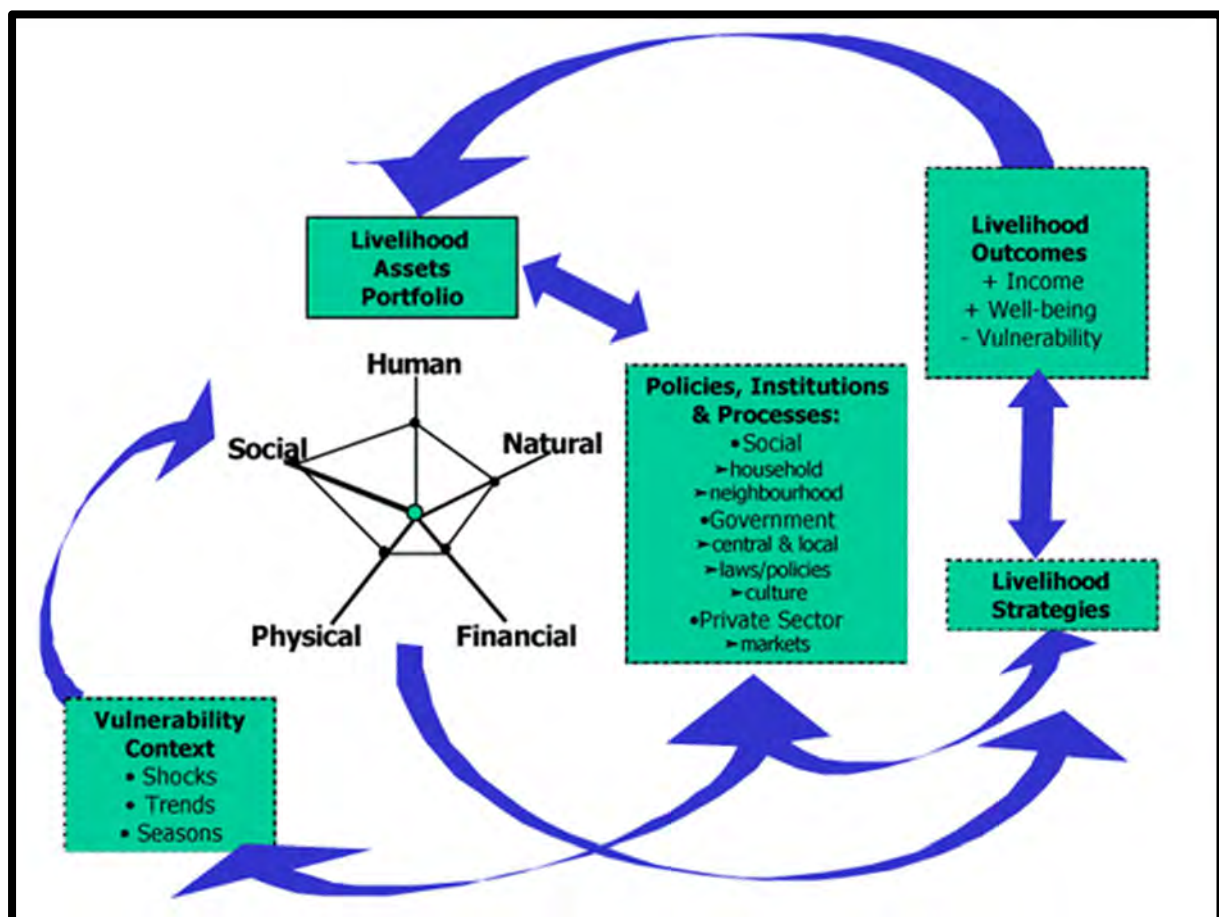 Livelihood
Assets
Portfolio
Livelihood
Outcomes
+ Income
+ Well-being
- Vulnerability
Human
Social
Natural
Physical
Financial
Policies, Institutions
& Processes:
•Social
➢household
➢neighbourhood
•Government
➢central & local
➢laws/policies
➢culture
•Private Sector
➢markets
Livelihood
Strategies
Vulnerability
Context
• Shocks
• Trends
• Seasons